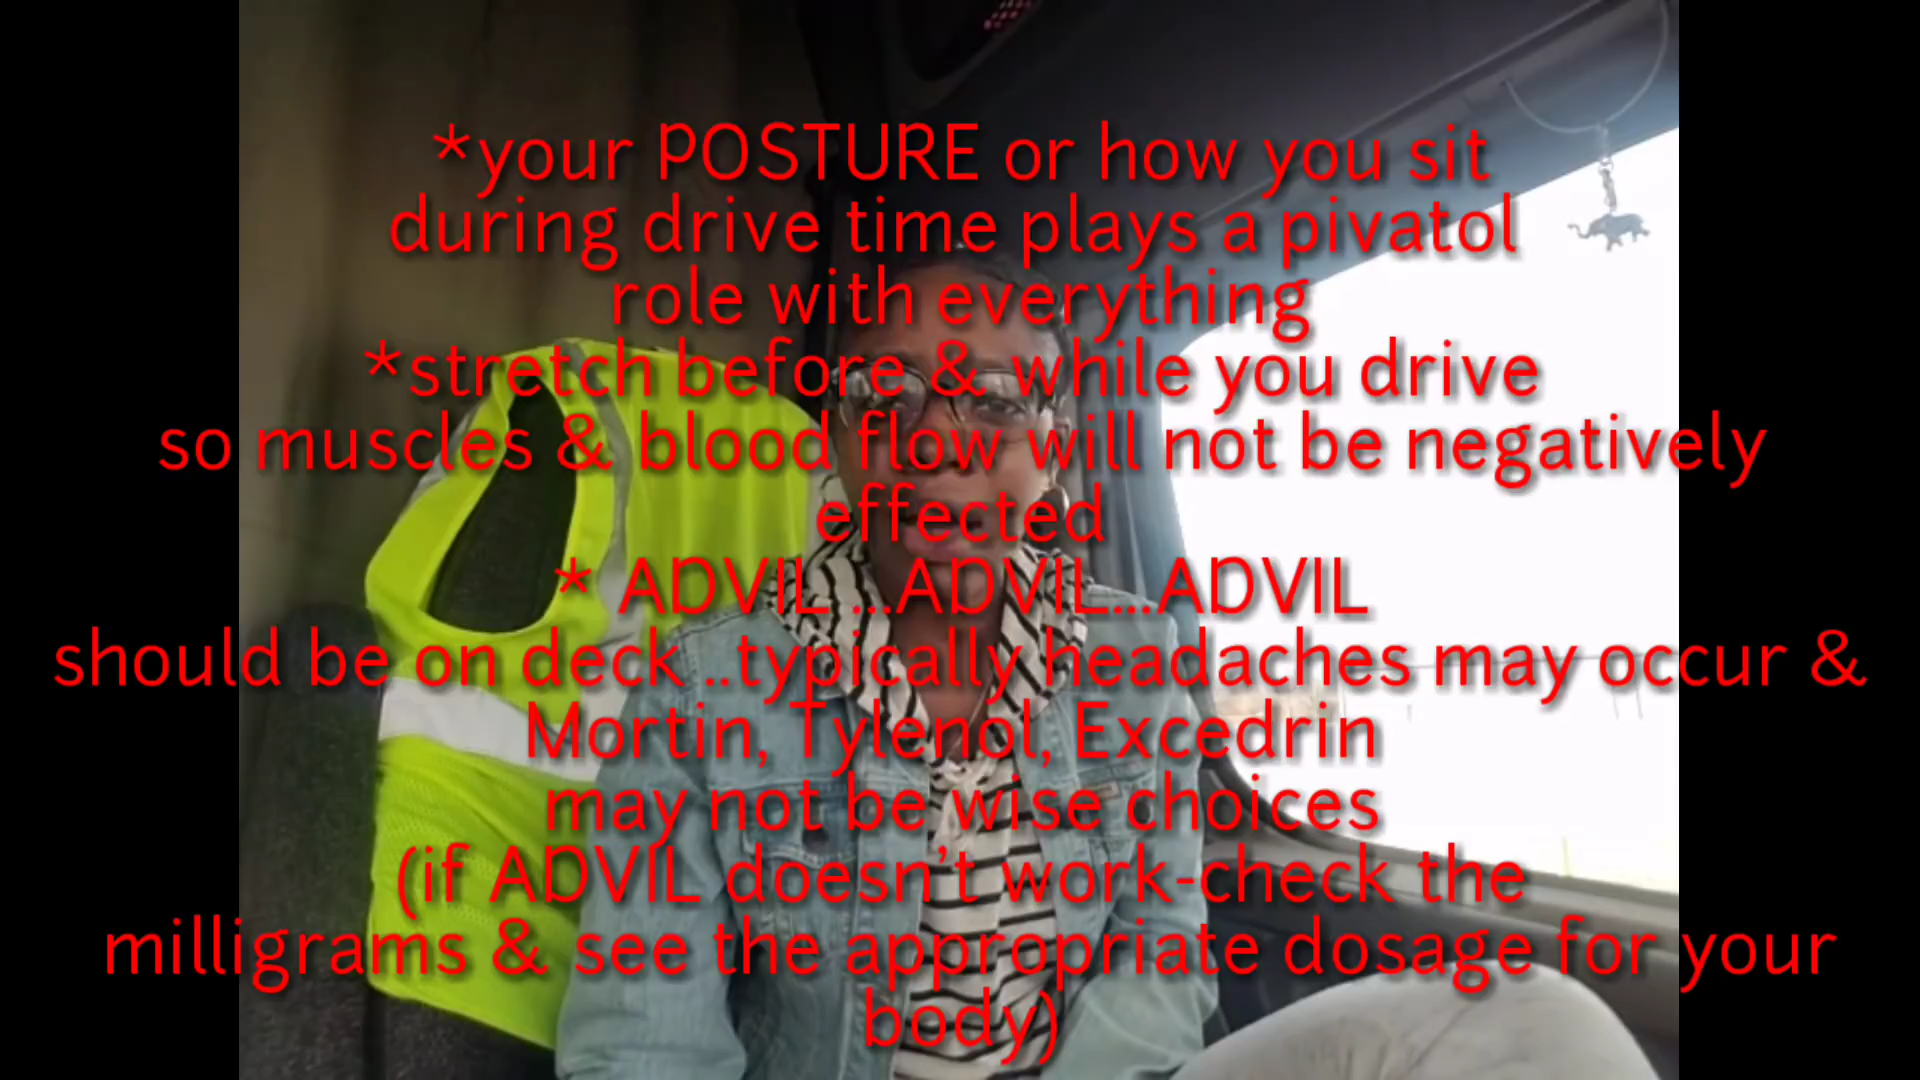 *your POSTURE or how you sit
during drive time plays a pivatol
role with everything
*stretch before & while you drive
so muscles & blood flow will not be negatively
effected
* ADVIL ...ADVIL...ADVIL
should be on deck ..typically headaches may occur &
Mortin, Tylenol, Excedrin
may not be wise choices
(if ADVIL doesn't work-check the
milligrams & see the appropriate dosage for your
body)